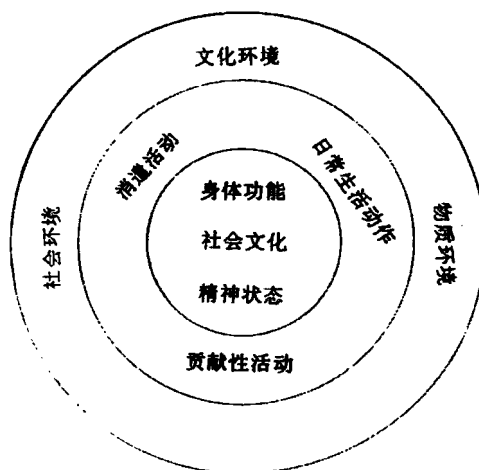 文化环境
消遣活动
日常生活动作
身体功能
社会环境
社会文化
物质环境
精神状态
贡献性活动